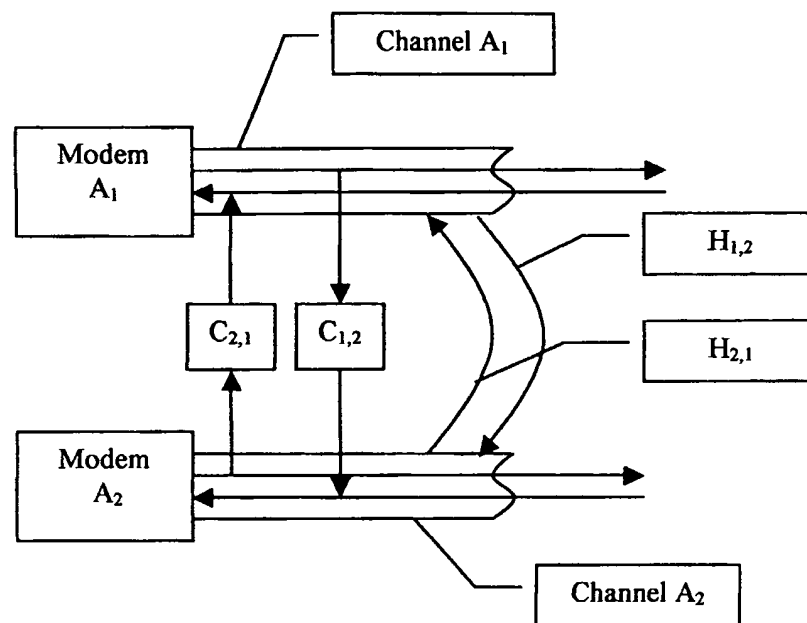 Channel A₁
Modem
A₁
H₁,₂
C₂,₁
C₁,₂
H₂,₁
Modem
A₂
Channel A₂